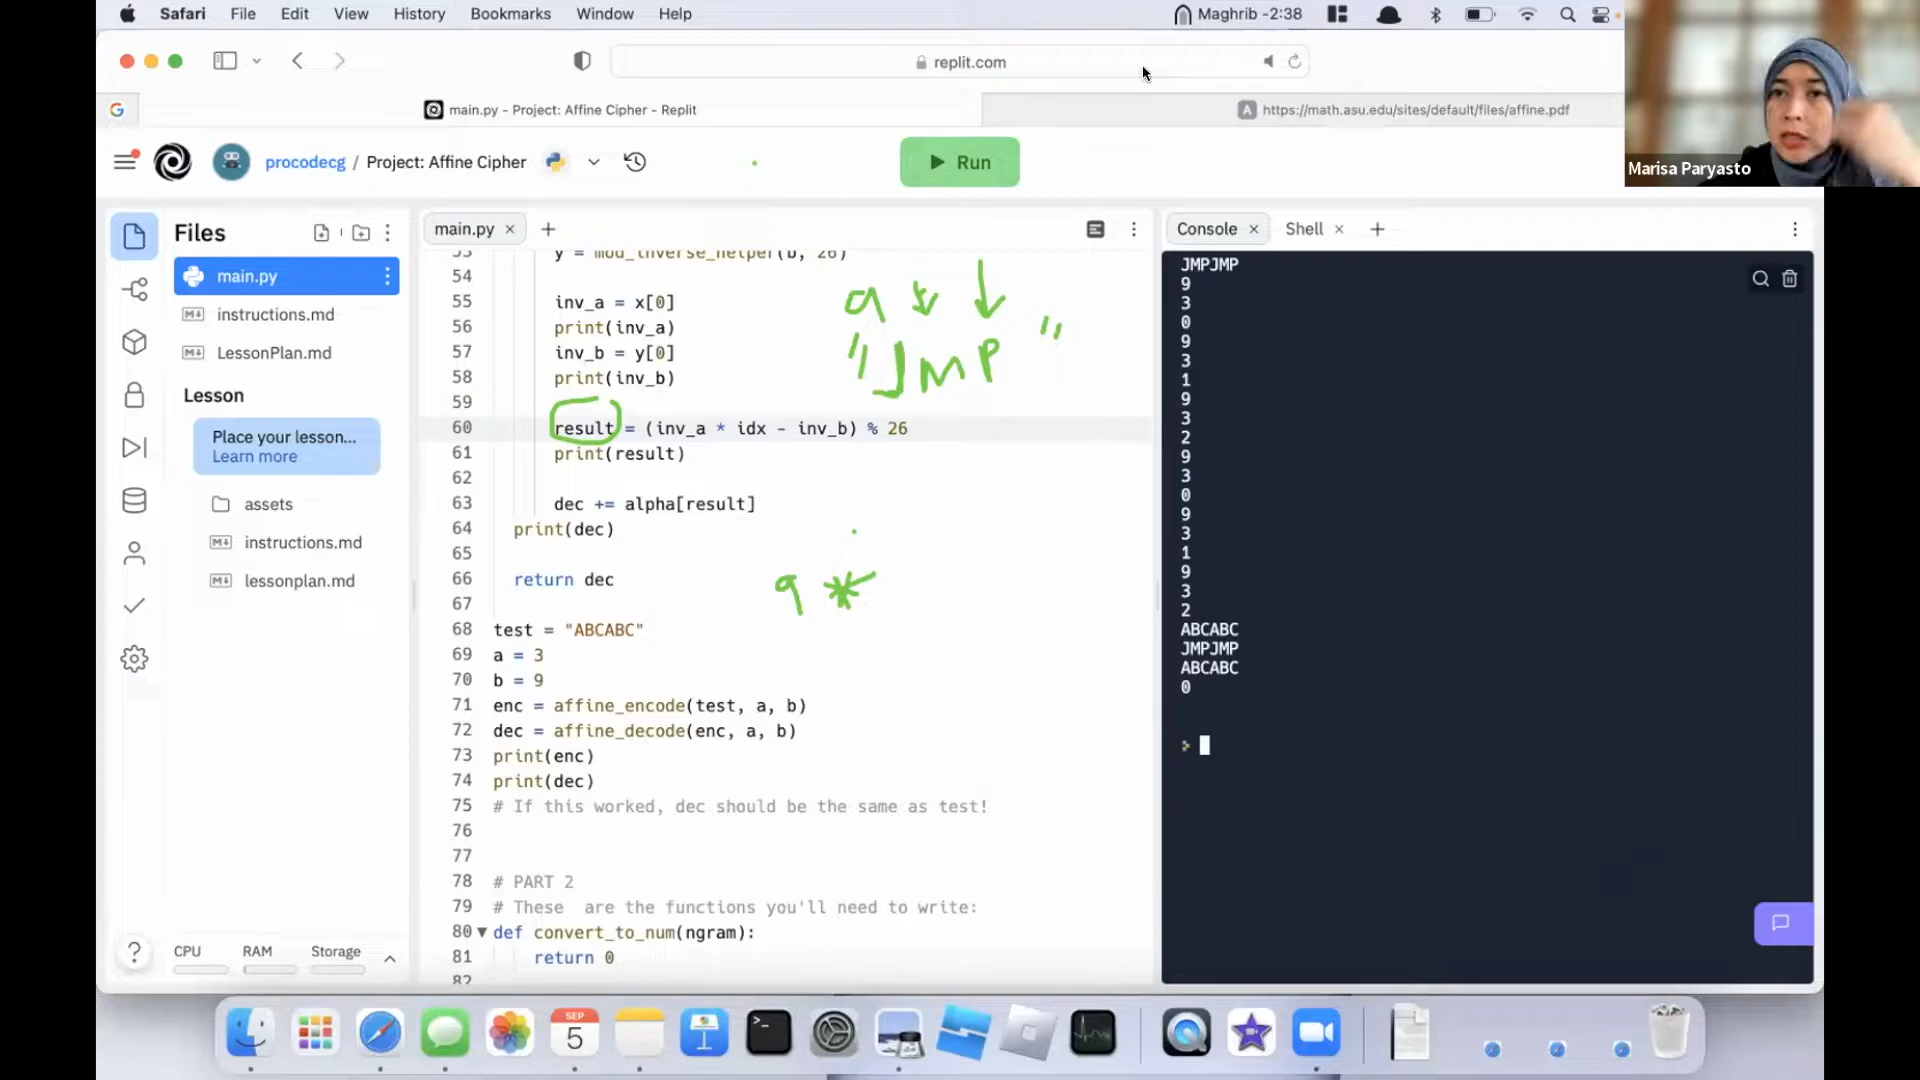 Safari File Edit View History Bookmarks Window Help Maghrib -2:38
replit.com
G main.py - Project: Affine Cipher - Replit A https://math.asu.edu/sites/default/files/affine.pdf
procodecg / Project: Affine Cipher Run
Marisa Paryasto
Files
main.py
instructions.md
LessonPlan.md
Lesson
Place your lesson...
Learn more
assets
instructions.md
lessonplan.md
? CPU RAM Storage
main.py × +
53 y = mod_inverse_helper(b, 26)
54
55 inv_a = x[0]
56 print(inv_a)
57 inv_b = y[0]
58 print(inv_b)
59
60 result = (inv_a * idx - inv_b) % 26
61 print(result)
62
63 dec += alpha[result]
64 print(dec)
65
66 return dec
67
68 test = "ABCABC"
69 a = 3
70 b = 9
71 enc = affine_encode(test, a, b)
72 dec = affine_decode(enc, a, b)
73 print(enc)
74 print(dec)
75 # If this worked, dec should be the same as test!
76
77
78 # PART 2
79 # These  are the functions you'll need to write:
80 def convert_to_num(ngram):
81 return 0
82
"JMP"
9 *
Console × Shell × +
JMPJMP
9
3
0
9
3
1
9
3
2
9
3
0
9
3
1
9
3
2
ABCABC
JMPJMP
ABCABC
0
>
SEP
5